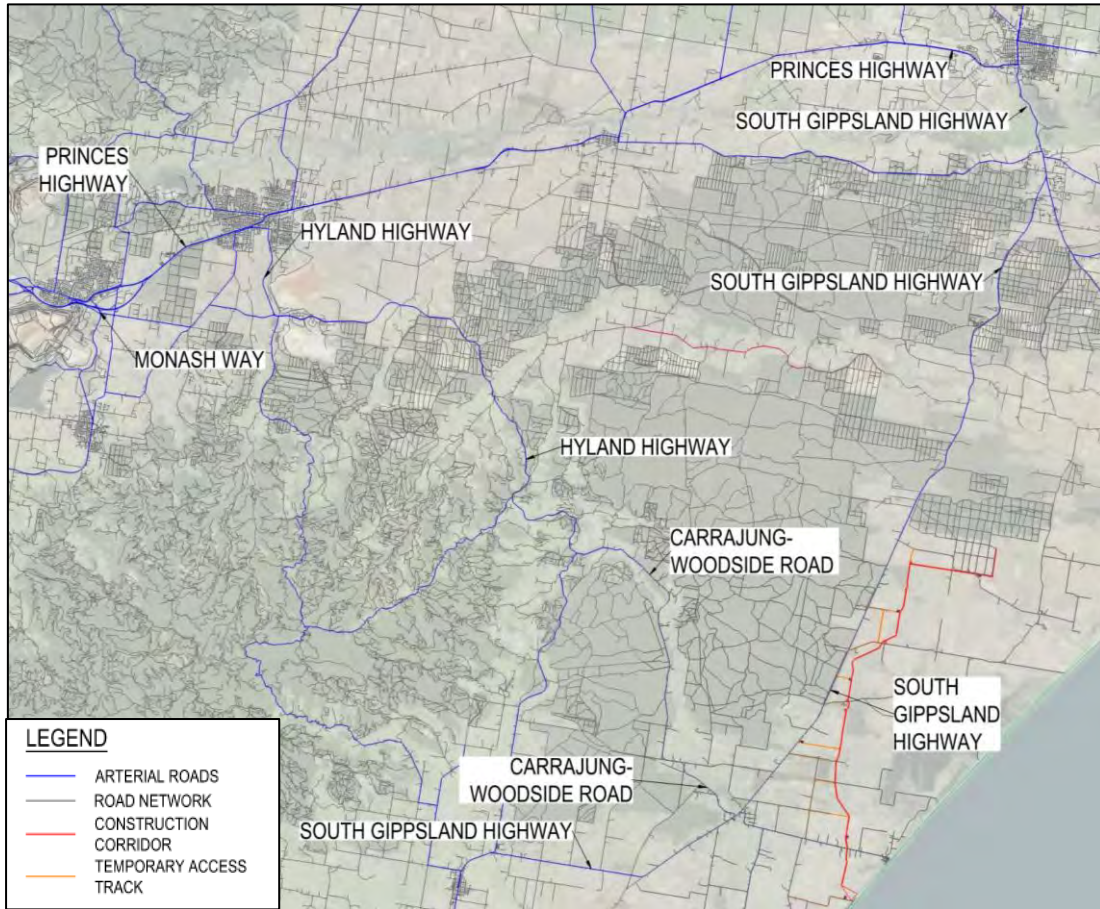 PRINCES HIGHWAY
SOUTH GIPPSLAND HIGHWAY
PRINCES
HIGHWAY
HYLAND HIGHWAY
SOUTH GIPPSLAND HIGHWAY
MONASH WAY
HYLAND HIGHWAY
CARRAJUNG-
WOODSIDE ROAD
SOUTH
GIPPSLAND
HIGHWAY
CARRAJUNG-
WOODSIDE ROAD
SOUTH GIPPSLAND HIGHWAY
LEGEND
ARTERIAL ROADS
ROAD NETWORK
CONSTRUCTION
CORRIDOR
TEMPORARY ACCESS
TRACK